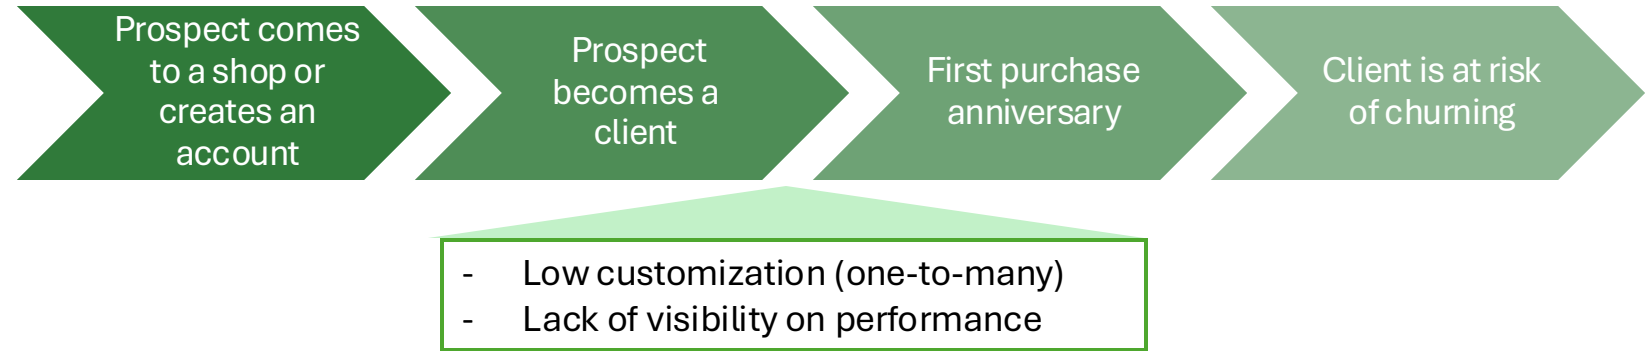 Prospect comes
to a shop or
creates an
account
Prospect
becomes a
client
First purchase
anniversary
Client is at risk
of churning
- Low customization (one-to-many)
- Lack of visibility on performance